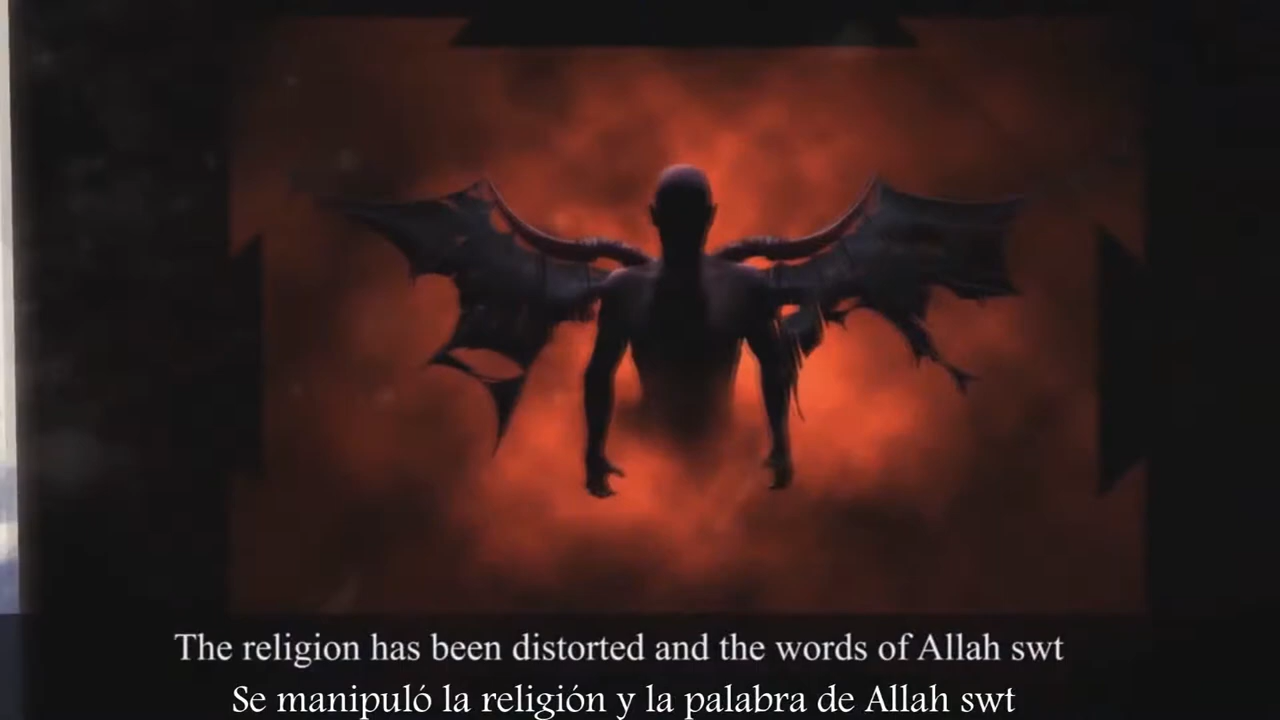 The religion has been distorted and the words of Allah swt
Se manipuló la religión y la palabra de Allah swt